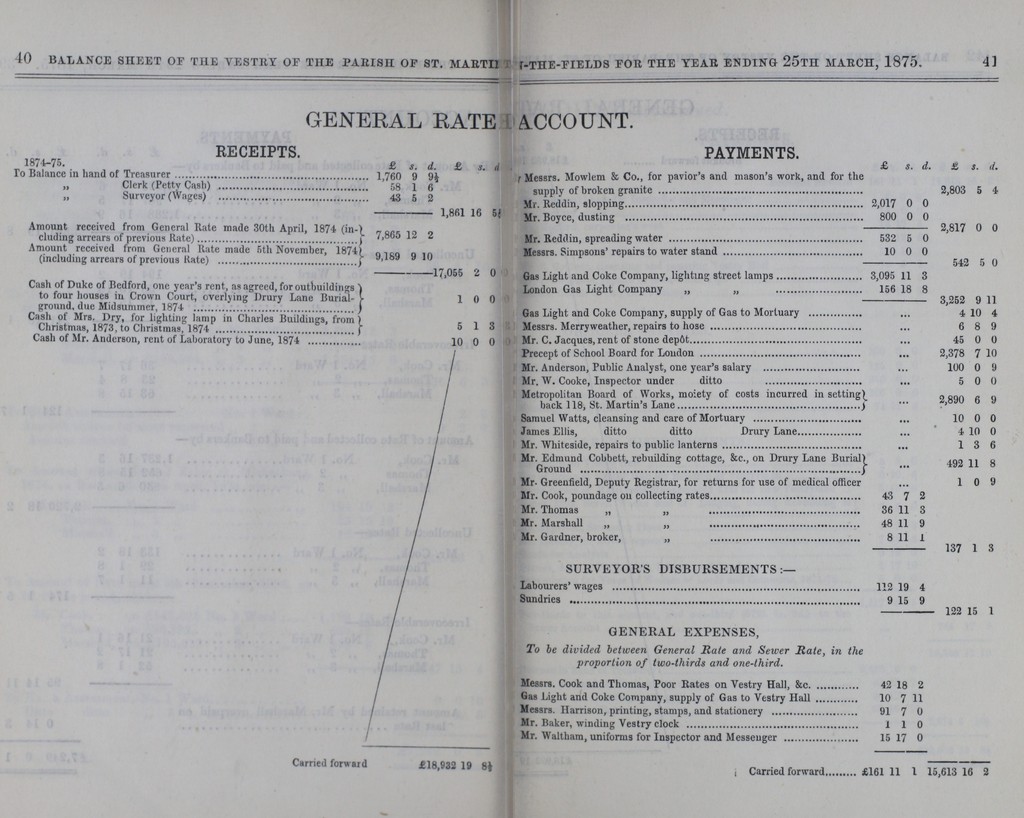 40 BALANCE SHEET OF THE VESTRY OF THE PARISH OF ST. MARTI
GENERAL RATE
RECEIPTS.
£ s. d. £ s. d
1874-75.
To Balance in hand of Treasurer 1,760 9 9½
„ Clerk (Petty Cash) 58 1 6
„ Surveyor (Wages) 43 5 2
1,861 16 5½
Amount received from General Rate made 30th April, 1874 (in-
cluding arrears of previous Rate) 7,865 12 2
Amount received from General Rate made 5th November, 1874
(including arrears of previous Rate) 9,189 9 10
17,055 2 0
Cash of Duke of Bedford, one year's rent, as agreed, for outbuildings
to four houses in Crown Court, overlying Drury Lane Burial-
ground, due Midsummer, 1874 1 0 0
Cash of Mrs. Dry, for lighting lamp in Charles Buildings, from
Christmas, 1873, to Christmas, 1874 5 1 3
Cash of Mr. Anderson, rent of Laboratory to June, 1874 10 0 0
Carried forward £18,932 19 8½
-THE-FIELDS FOR THE YEAR ENDING 25TH MARCH, 1875. 41
ACCOUNT.
PAYMENTS.
£ s. d. £ s. d.
Messrs. Mowlem & Co., for pavior's and mason's work, and for the
supply of broken granite 2,803 5 4
Mr. Reddin, slopping 2,017 0 0
Mr. Boyce, dusting 800 0 0
2,817 0 0
Mr. Reddin, spreading water 532 5 0
Messrs. Simpsons' repairs to water stand 10 0 0
542 5 0
Gas Light and Coke Company, lighting street lamps 3,095 11 3
London Gas Light Company „ „ 156 18 8
3,252 9 11
Gas Light and Coke Company, supply of Gas to Mortuary ... 4 10 4
Messrs. Merryweather, repairs to hose ... 6 8 9
Mr. C. Jacques, rent of stone depôt ... 45 0 0
Precept of School Board for London ... 2,378 7 10
Mr. Anderson, Public Analyst, one year's salary ... 100 0 9
Mr. W. Cooke, Inspector under ditto ... 5 0 0
Metropolitan Board of Works, moiety of costs incurred in setting
back 118, St. Martin's Lane ... 2,890 6 9
Samuel Watts, cleansing and care of Mortuary ... 10 0 0
James Ellis, ditto ditto Drury Lane ... 4 10 0
Mr. Whiteside, repairs to public lanterns ... 1 3 6
Mr. Edmund Cobbett, rebuilding cottage, &c., on Drury Lane Burial
Ground ... 492 11 8
Mr. Greenfield, Deputy Registrar, for returns for use of medical officer ... 1 0 9
Mr. Cook, poundage on collecting rates 43 7 2
Mr. Thomas „ „ 36 11 3
Mr. Marshall „ „ 48 11 9
Mr. Gardner, broker, „ 8 11 1
137 1 3
SURVEYOR'S DISBURSEMENTS:—
Labourers' wages 112 19 4
Sundries 9 15 9
122 15 1
GENERAL EXPENSES,
To be divided between General Rate and Sewer Rate, in the
proportion of two-thirds and one-third.
Messrs. Cook and Thomas, Poor Rates on Vestry Hall, &c. 42 18 2
Gas Light and Coke Company, supply of Gas to Vestry Hall 10 7 11
Messrs. Harrison, printing, stamps, and stationery 91 7 0
Mr. Baker, winding Vestry clock 1 1 0
Mr. Waltham, uniforms for Inspector and Messenger 15 17 0
Carried forward £161 11 1 15,613 16 2